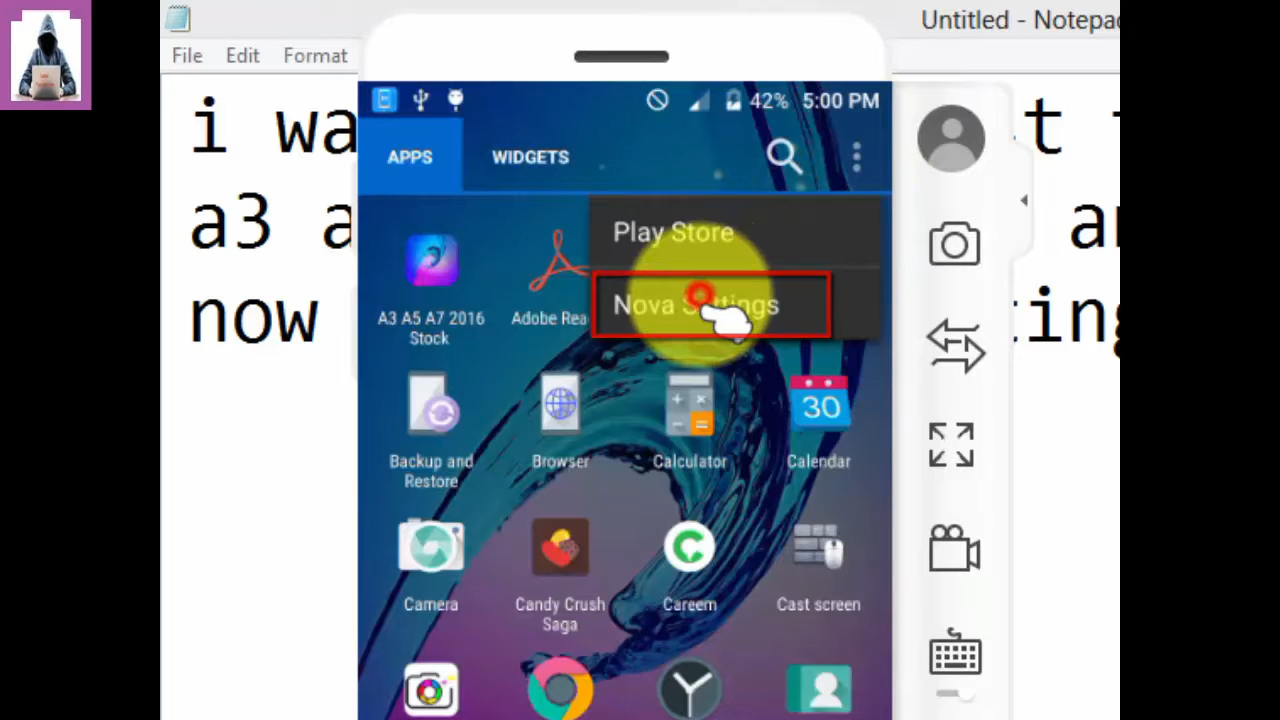 Untitled - Notepa
File Edit Format
i wa
a3 a
now
42% 5:00 PM
APPS WIDGETS
Play Store
Nova Settings
A3 A5 A7 2016
Stock
Adobe Rea
Backup and
Restore
Browser
Calculator
30
Calendar
Camera
Candy Crush
Saga
Careem
Cast screen